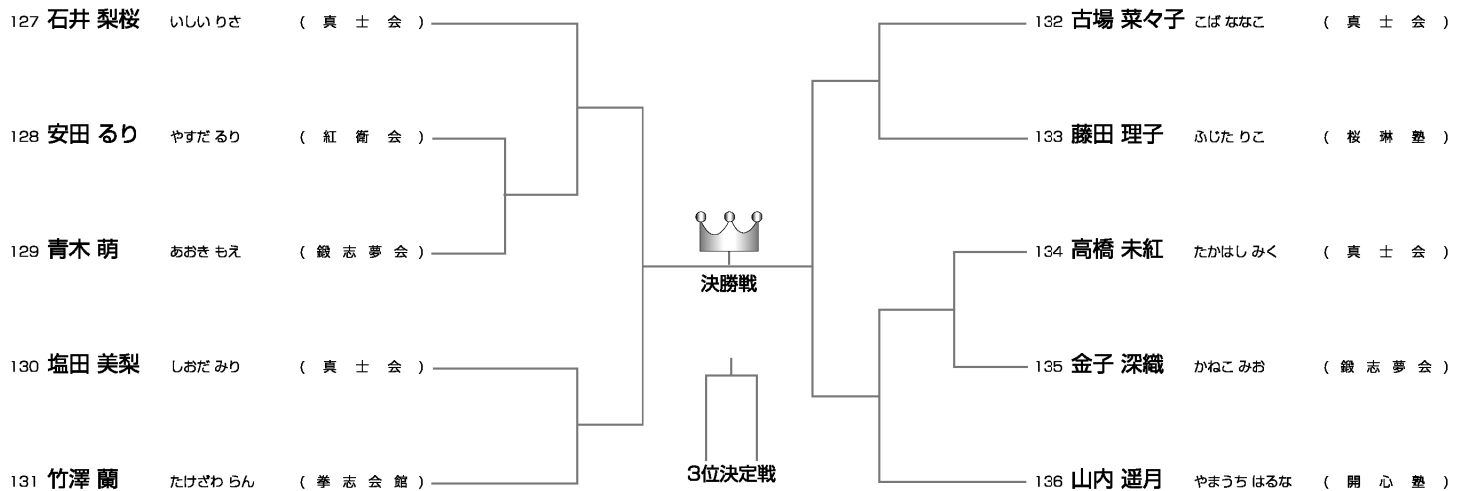 127 石井 梨桜 いしい りさ ( 真 士 会 )
128 安田 るり やすだ るり ( 紅 衛 会 )
129 青木 萌 あおき もえ ( 鍛 志 夢 会 )
130 塩田 美梨 しおだ みり ( 真 士 会 )
131 竹澤 蘭 たけざわ らん ( 拳 志 会 館 )
決勝戦
3位決定戦
132 古場 菜々子 こば ななこ ( 真 士 会 )
133 藤田 理子 ふじた りこ ( 桜 琳 塾 )
134 高橋 未紅 たかはし みく ( 真 士 会 )
135 金子 深織 かねこ みお ( 鍛 志 夢 会 )
136 山内 遥月 やまうち はるな ( 開 心 塾 )